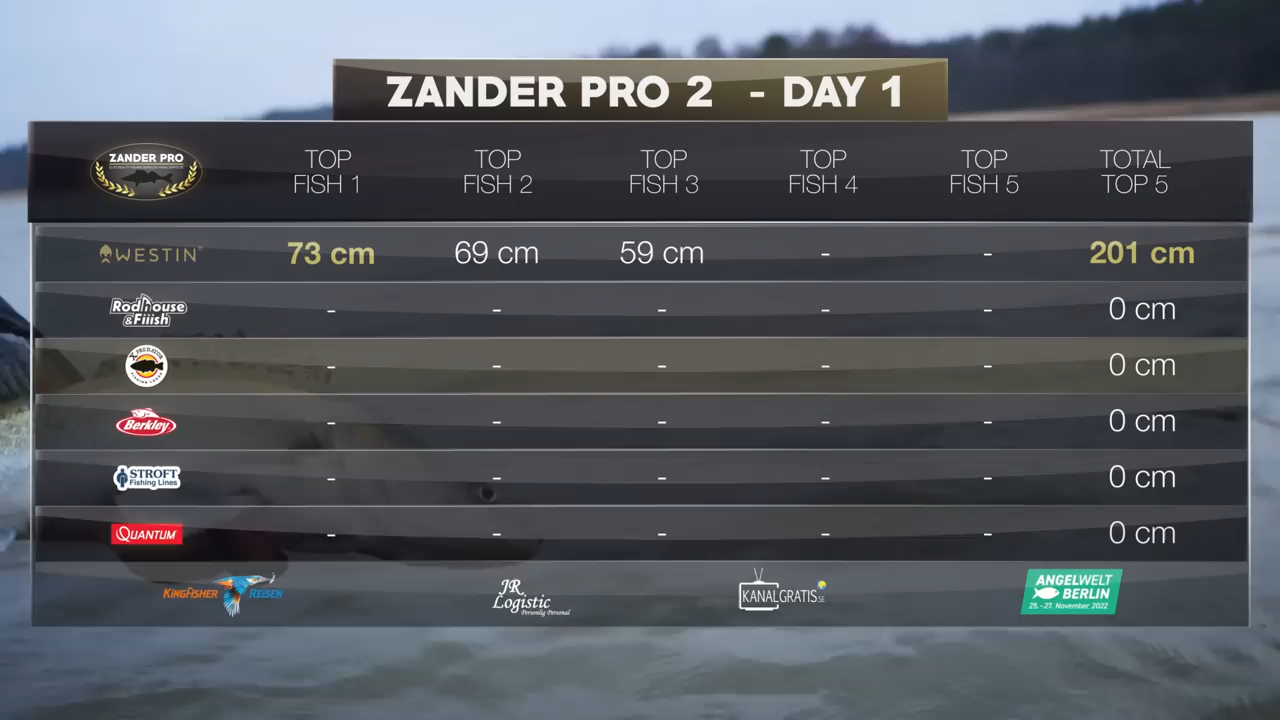 ZANDER PRO 2 - DAY 1
ZANDER PRO
TOP FISH 1
TOP FISH 2
TOP FISH 3
TOP FISH 4
TOP FISH 5
TOTAL TOP 5
WESTIN 73 cm 69 cm 59 cm - - 201 cm
Rodhouse & Fiiish - - - - - 0 cm
X PREDATOR - - - - - 0 cm
Berkley - - - - - 0 cm
STROFT Fishing Lines - - - - - 0 cm
QUANTUM - - - - - 0 cm
KINGFISHER REISEN
JR Logistic
Personlig Personal
KANALGRATIS.SE
ANGELWELT
BERLIN
25.-27. November 2022